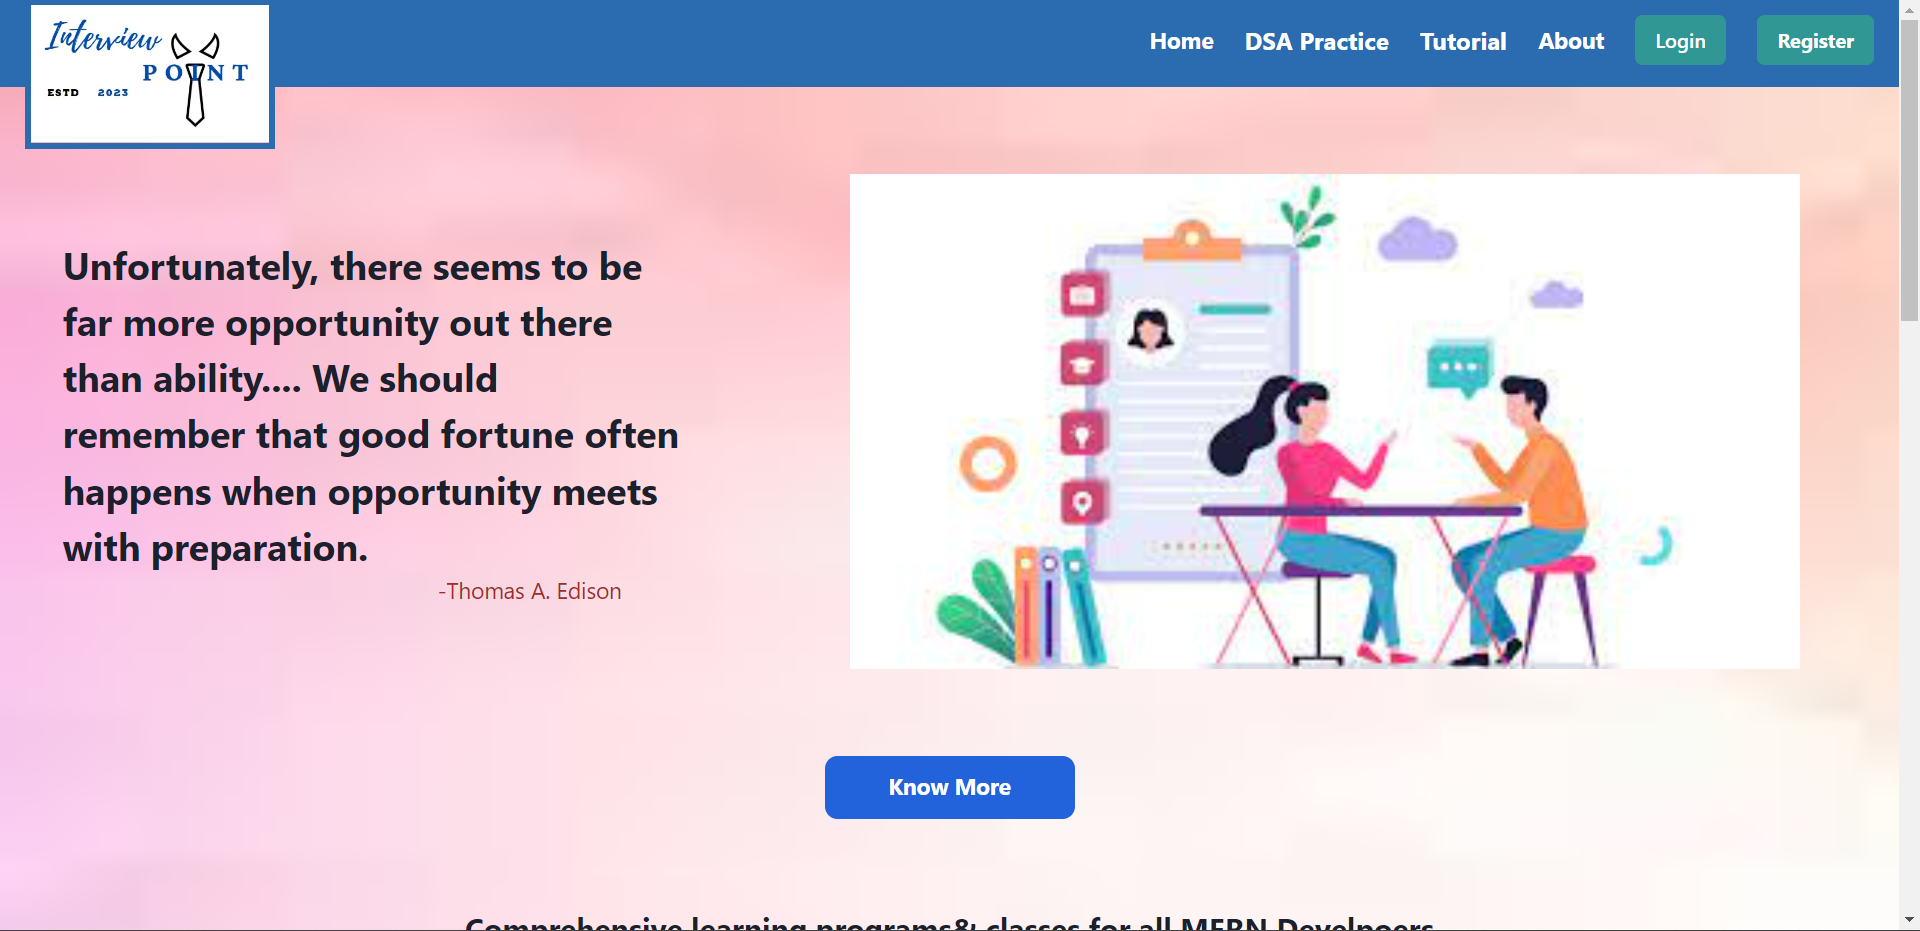 Interview
POINT
ESTD 2023
Home DSA Practice Tutorial About Login Register
Unfortunately, there seems to be
far more opportunity out there
than ability.... We should
remember that good fortune often
happens when opportunity meets
with preparation.
-Thomas A. Edison
Know More
Comprehensive learning programs& classes for all MERN Develpoers